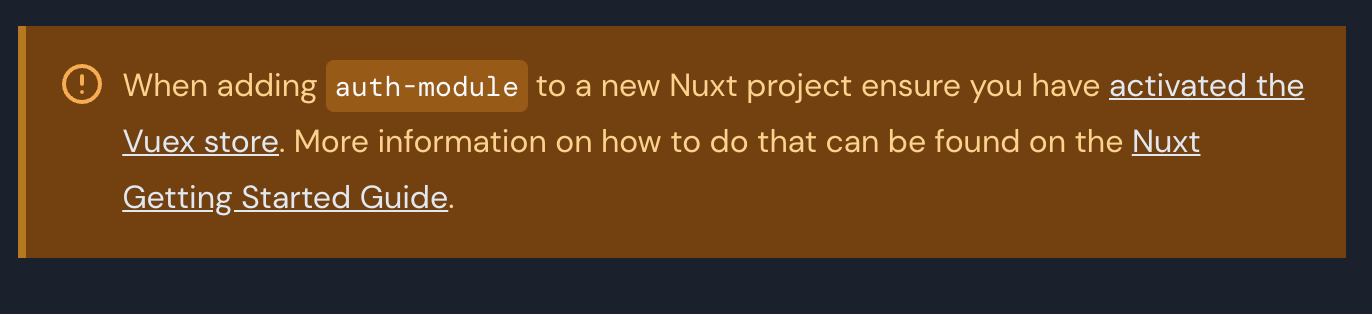 When adding auth-module to a new Nuxt project ensure you have activated the
Vuex store. More information on how to do that can be found on the Nuxt
Getting Started Guide.